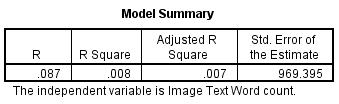 Model Summary
R R Square Adjusted R Square Std. Error of the Estimate
.087 .008 .007 969.395
The independent variable is Image Text Word count.